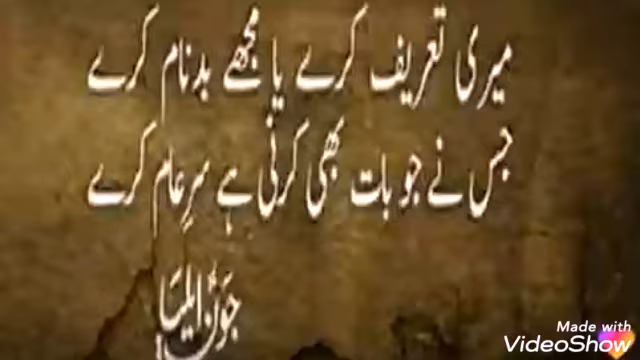 میری تعریف کرے یا مجھے بدنام کرے
جس نے جو بات بھی کرنی ہے سرِ عام کرے
جون ایلیا
Made with
VideoShow